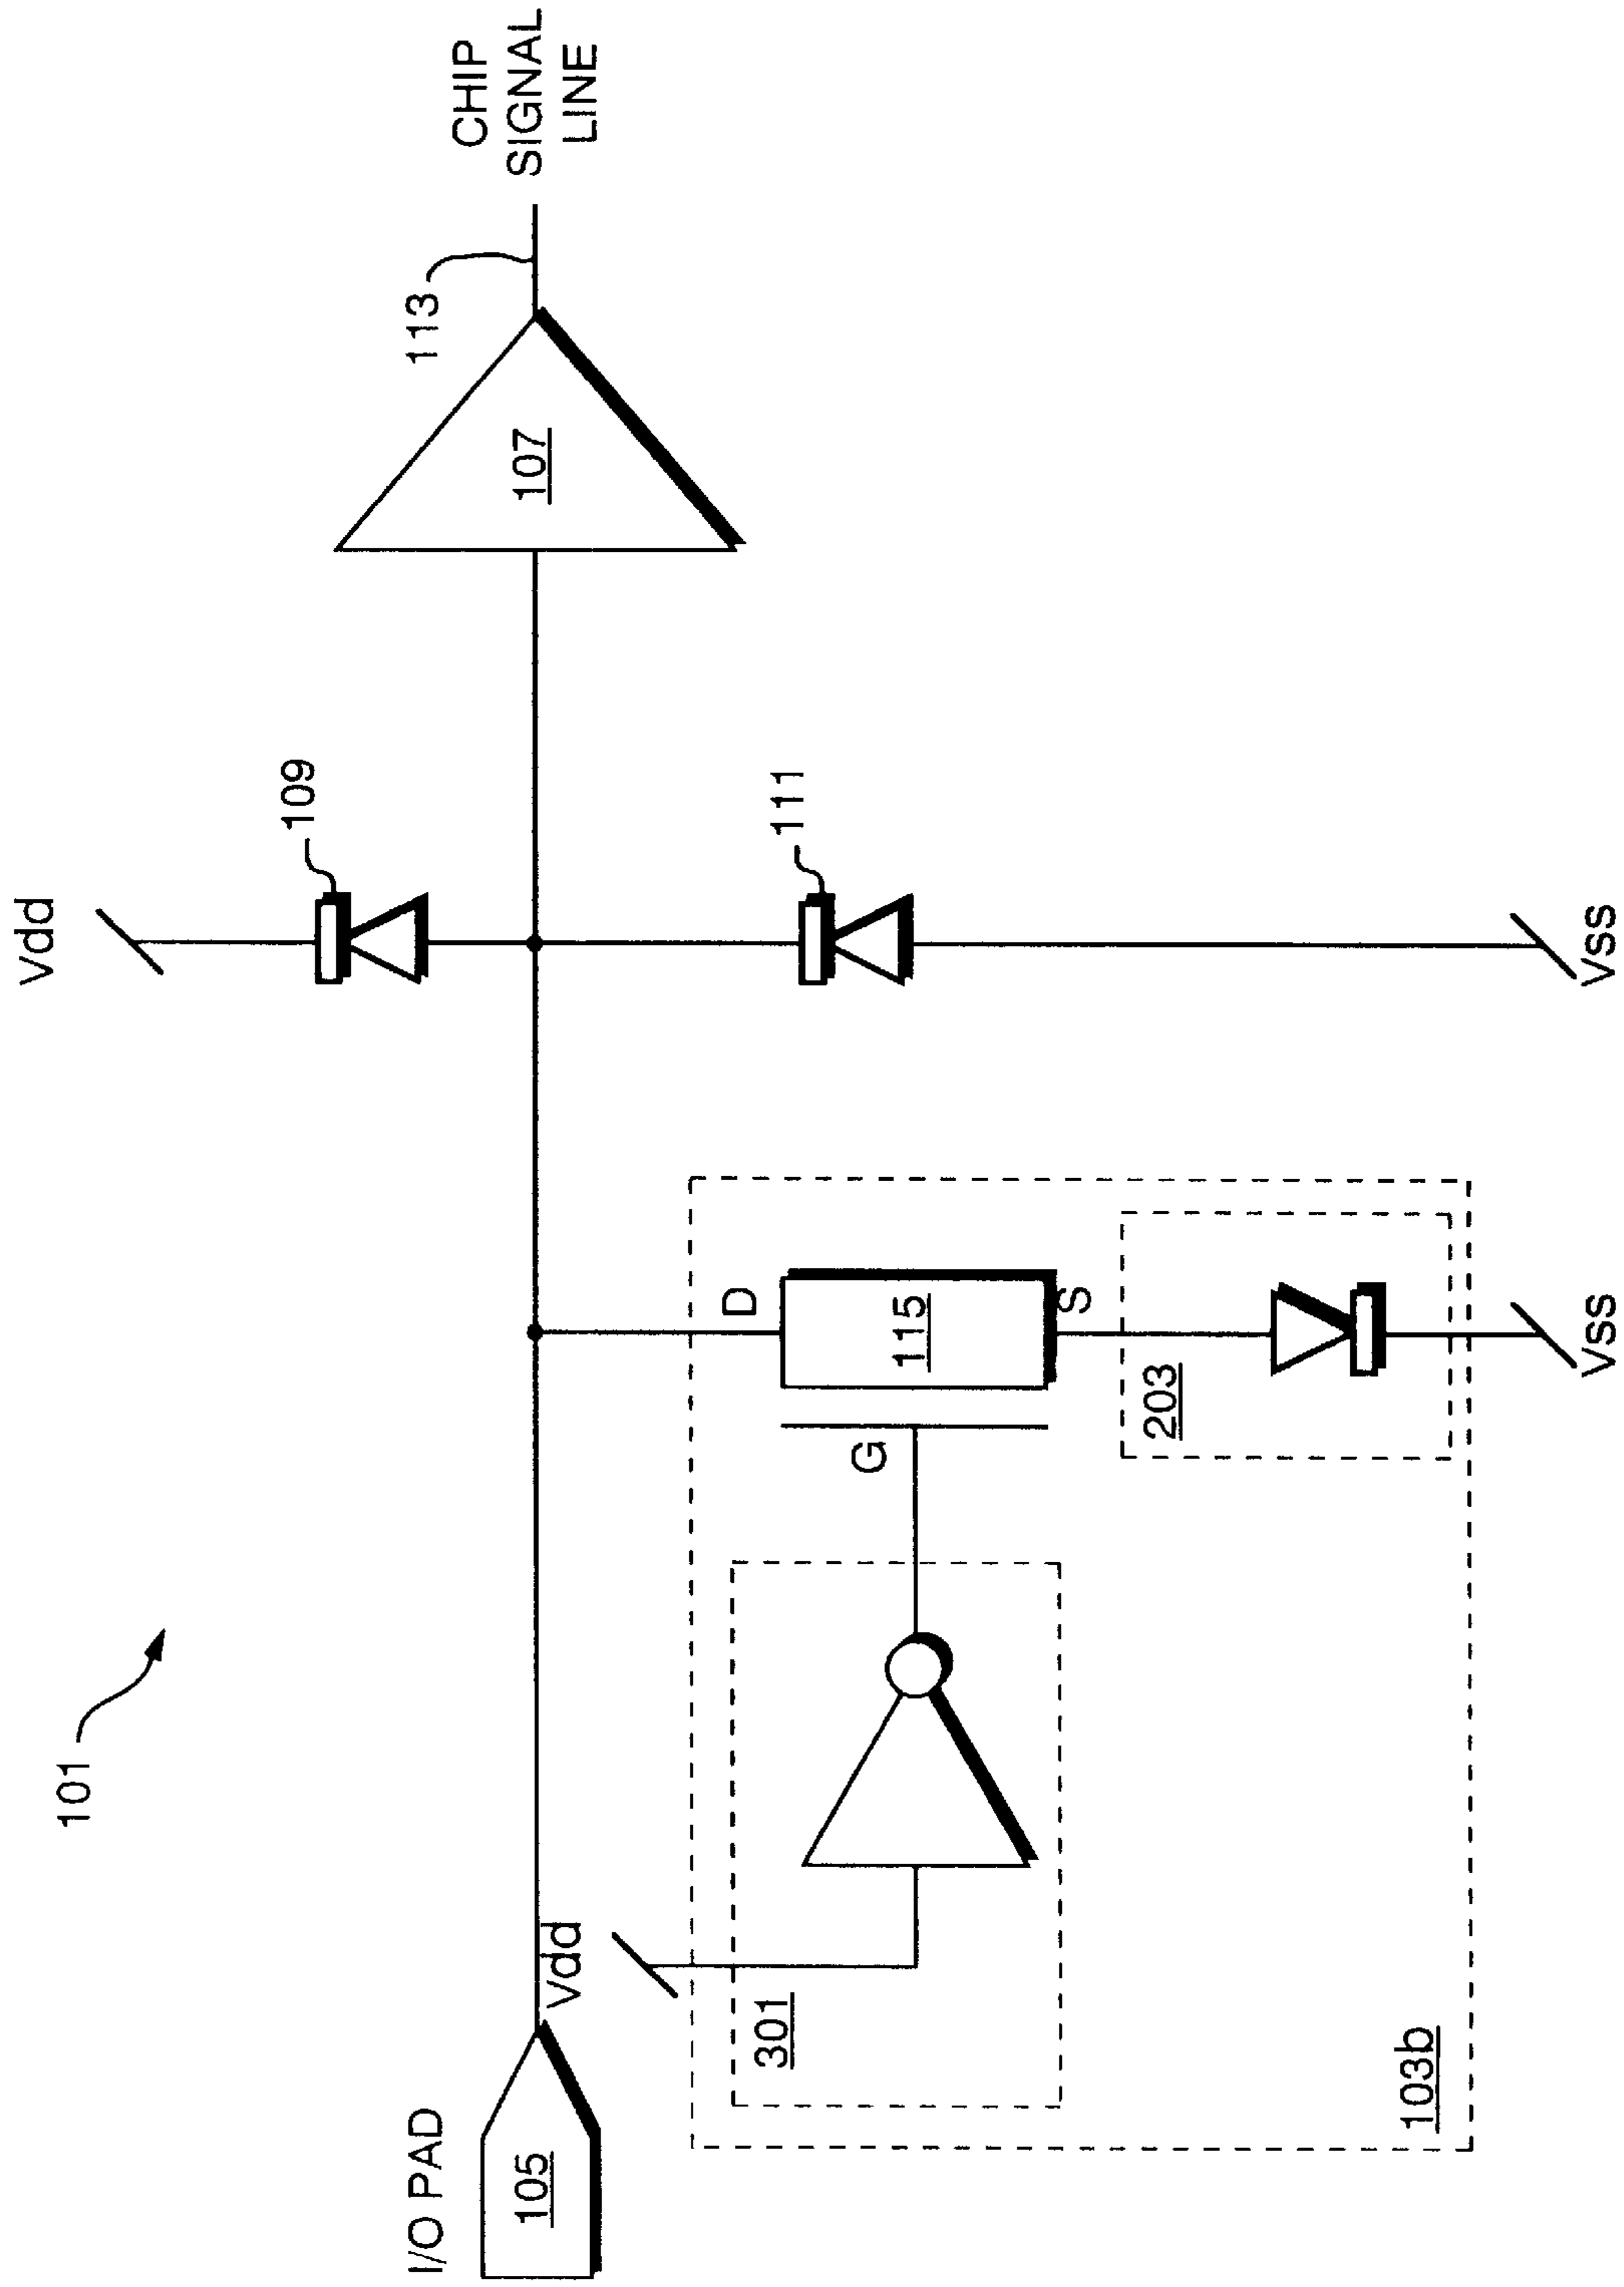 101
Vdd
109
CHIP
SIGNAL
LINE
113
I/O PAD
105
Vdd
107
111
D
115
G
S
301
203
103b
Vss
Vss